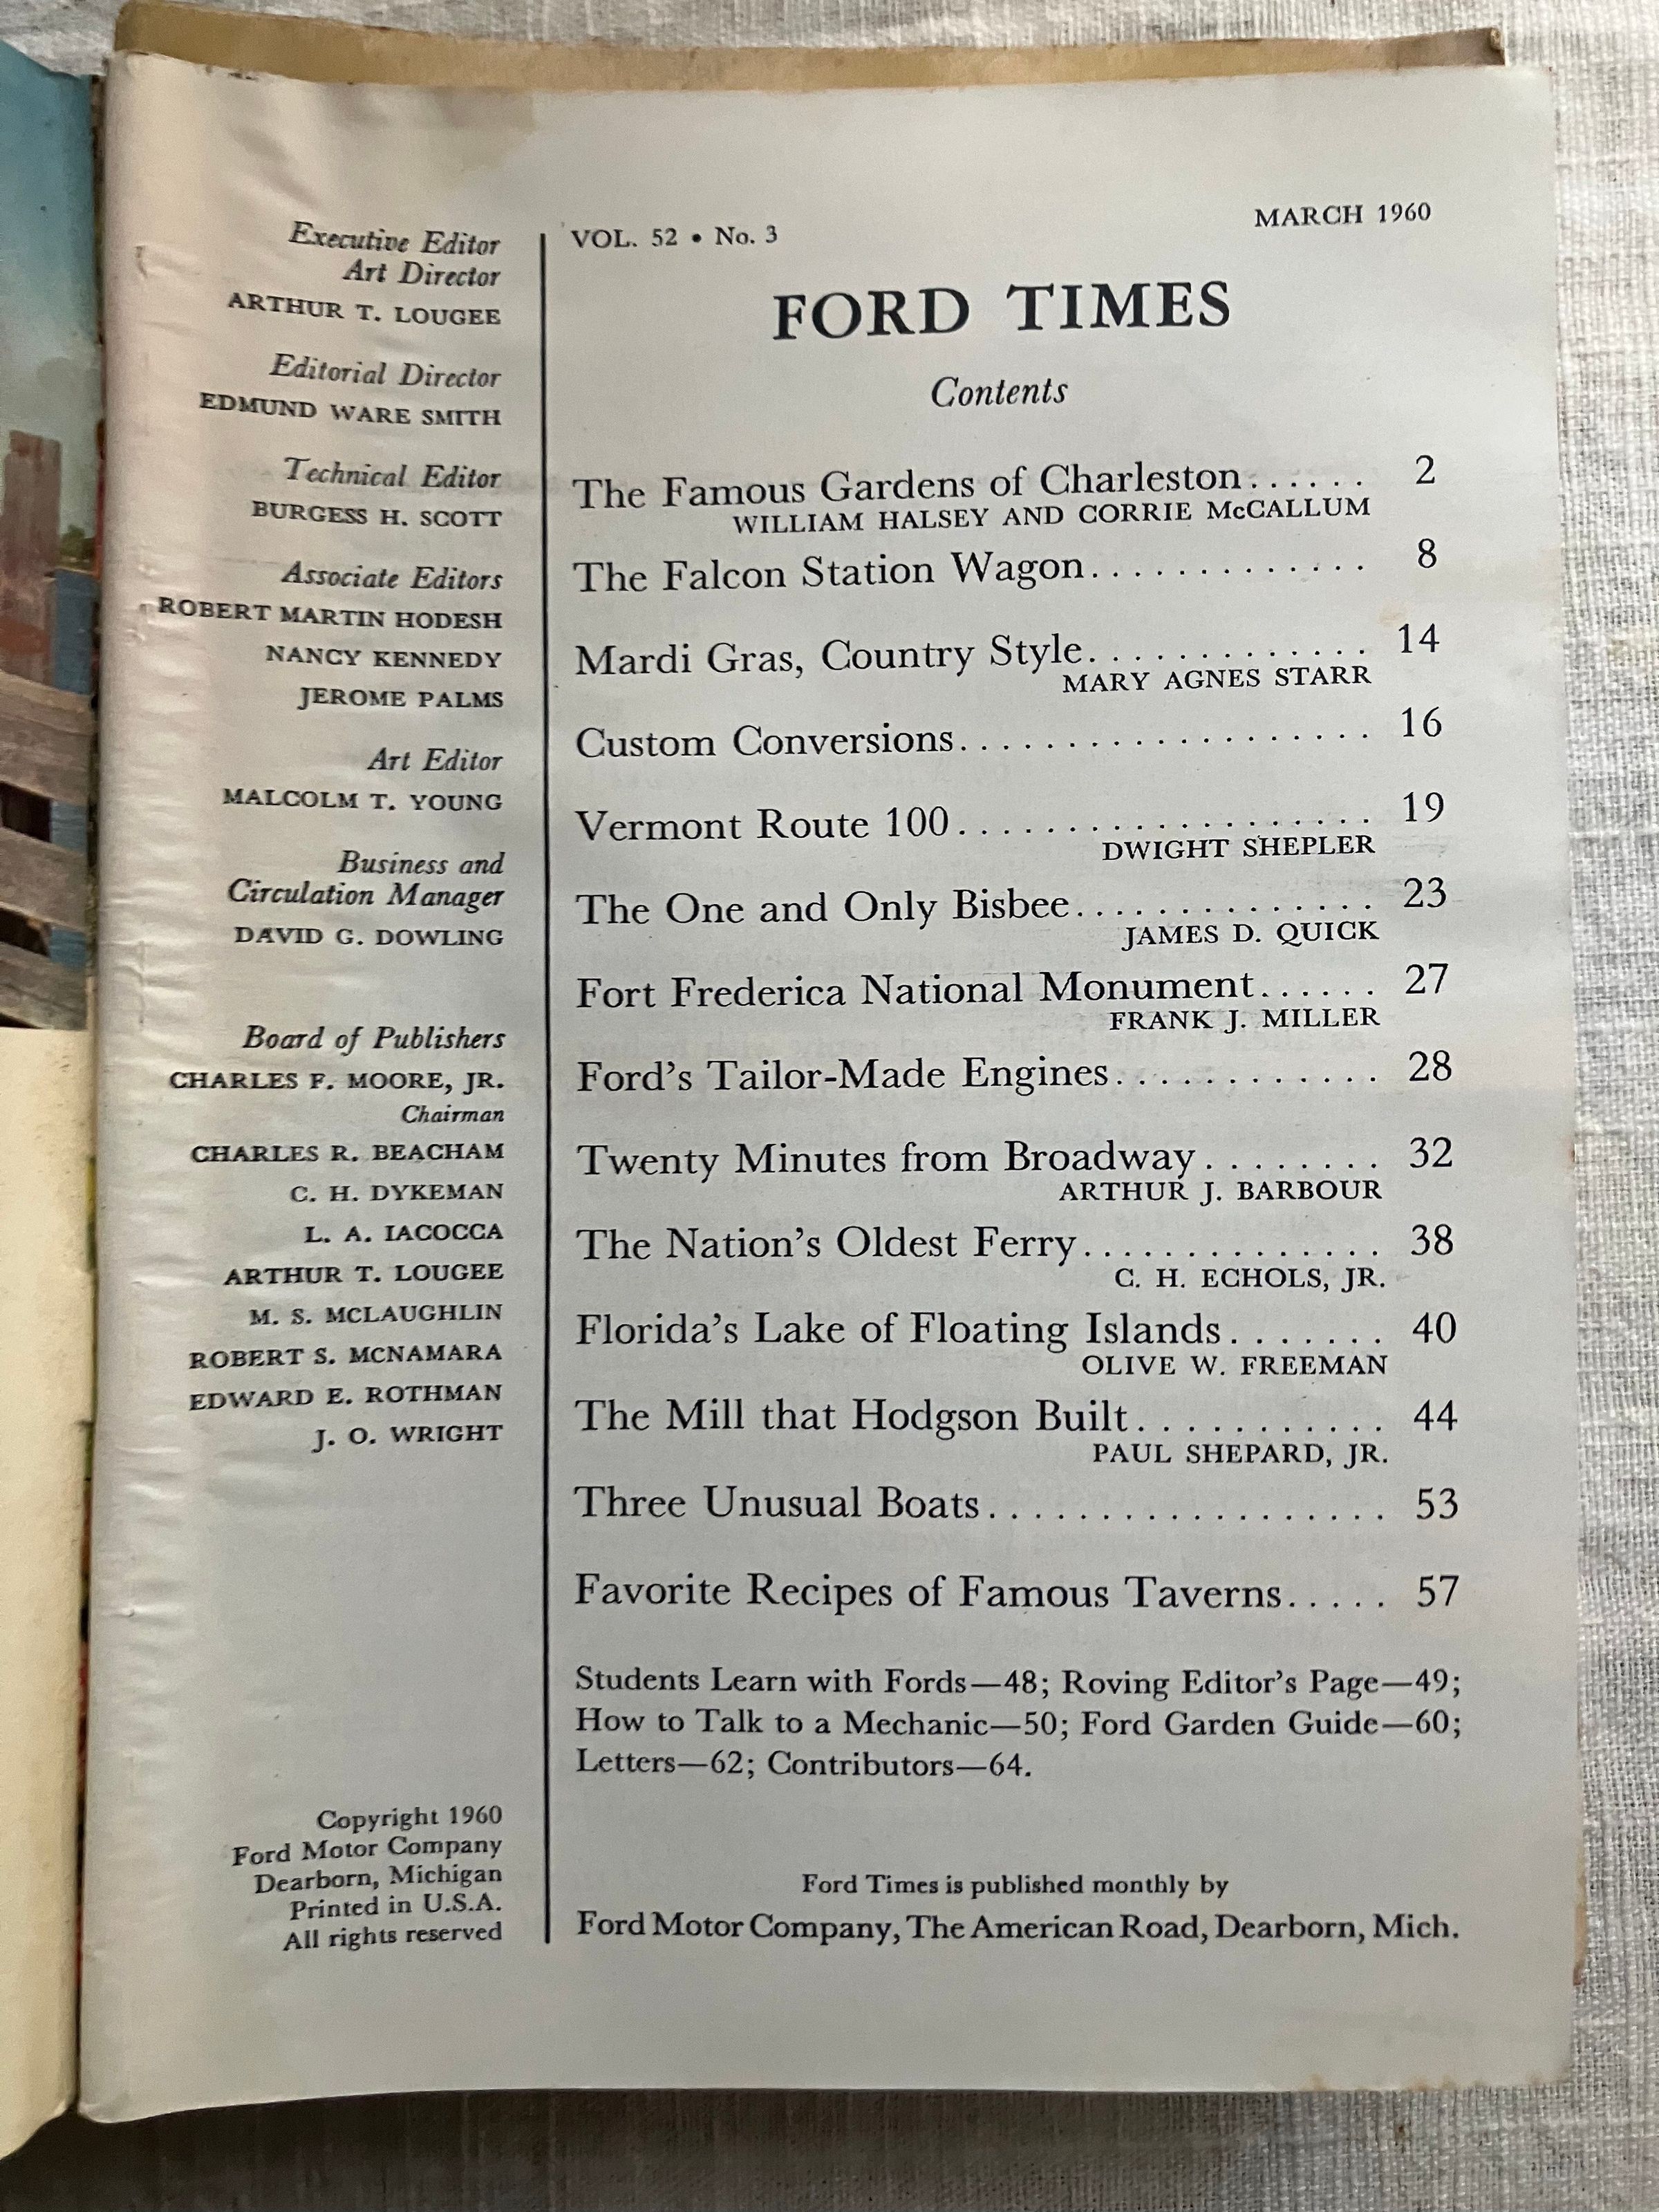 Executive Editor
Art Director
ARTHUR T. LOUGEE
Editorial Director
EDMUND WARE SMITH
Technical Editor
BURGESS H. SCOTT
Associate Editors
ROBERT MARTIN HODESH
NANCY KENNEDY
JEROME PALMS
Art Editor
MALCOLM T. YOUNG
Business and
Circulation Manager
DAVID G. DOWLING
Board of Publishers
CHARLES F. MOORE, JR.
Chairman
CHARLES R. BEACHAM
C. H. DYKEMAN
L. A. IACOCCA
ARTHUR T. LOUGEE
M. S. MCLAUGHLIN
ROBERT S. MCNAMARA
EDWARD E. ROTHMAN
J. O. WRIGHT
Copyright 1960
Ford Motor Company
Dearborn, Michigan
Printed in U.S.A.
All rights reserved
VOL. 52 • No. 3 MARCH 1960
FORD TIMES
Contents
The Famous Gardens of Charleston...... 2
WILLIAM HALSEY AND CORRIE McCALLUM
The Falcon Station Wagon............. 8
Mardi Gras, Country Style............. 14
MARY AGNES STARR
Custom Conversions................... 16
Vermont Route 100................... 19
DWIGHT SHEPLER
The One and Only Bisbee.............. 23
JAMES D. QUICK
Fort Frederica National Monument...... 27
FRANK J. MILLER
Ford's Tailor-Made Engines............ 28
Twenty Minutes from Broadway........ 32
ARTHUR J. BARBOUR
The Nation's Oldest Ferry.............. 38
C. H. ECHOLS, JR.
Florida's Lake of Floating Islands....... 40
OLIVE W. FREEMAN
The Mill that Hodgson Built........... 44
PAUL SHEPARD, JR.
Three Unusual Boats.................. 53
Favorite Recipes of Famous Taverns..... 57
Students Learn with Fords—48; Roving Editor's Page—49;
How to Talk to a Mechanic—50; Ford Garden Guide—60;
Letters—62; Contributors—64.
Ford Times is published monthly by
Ford Motor Company, The American Road, Dearborn, Mich.